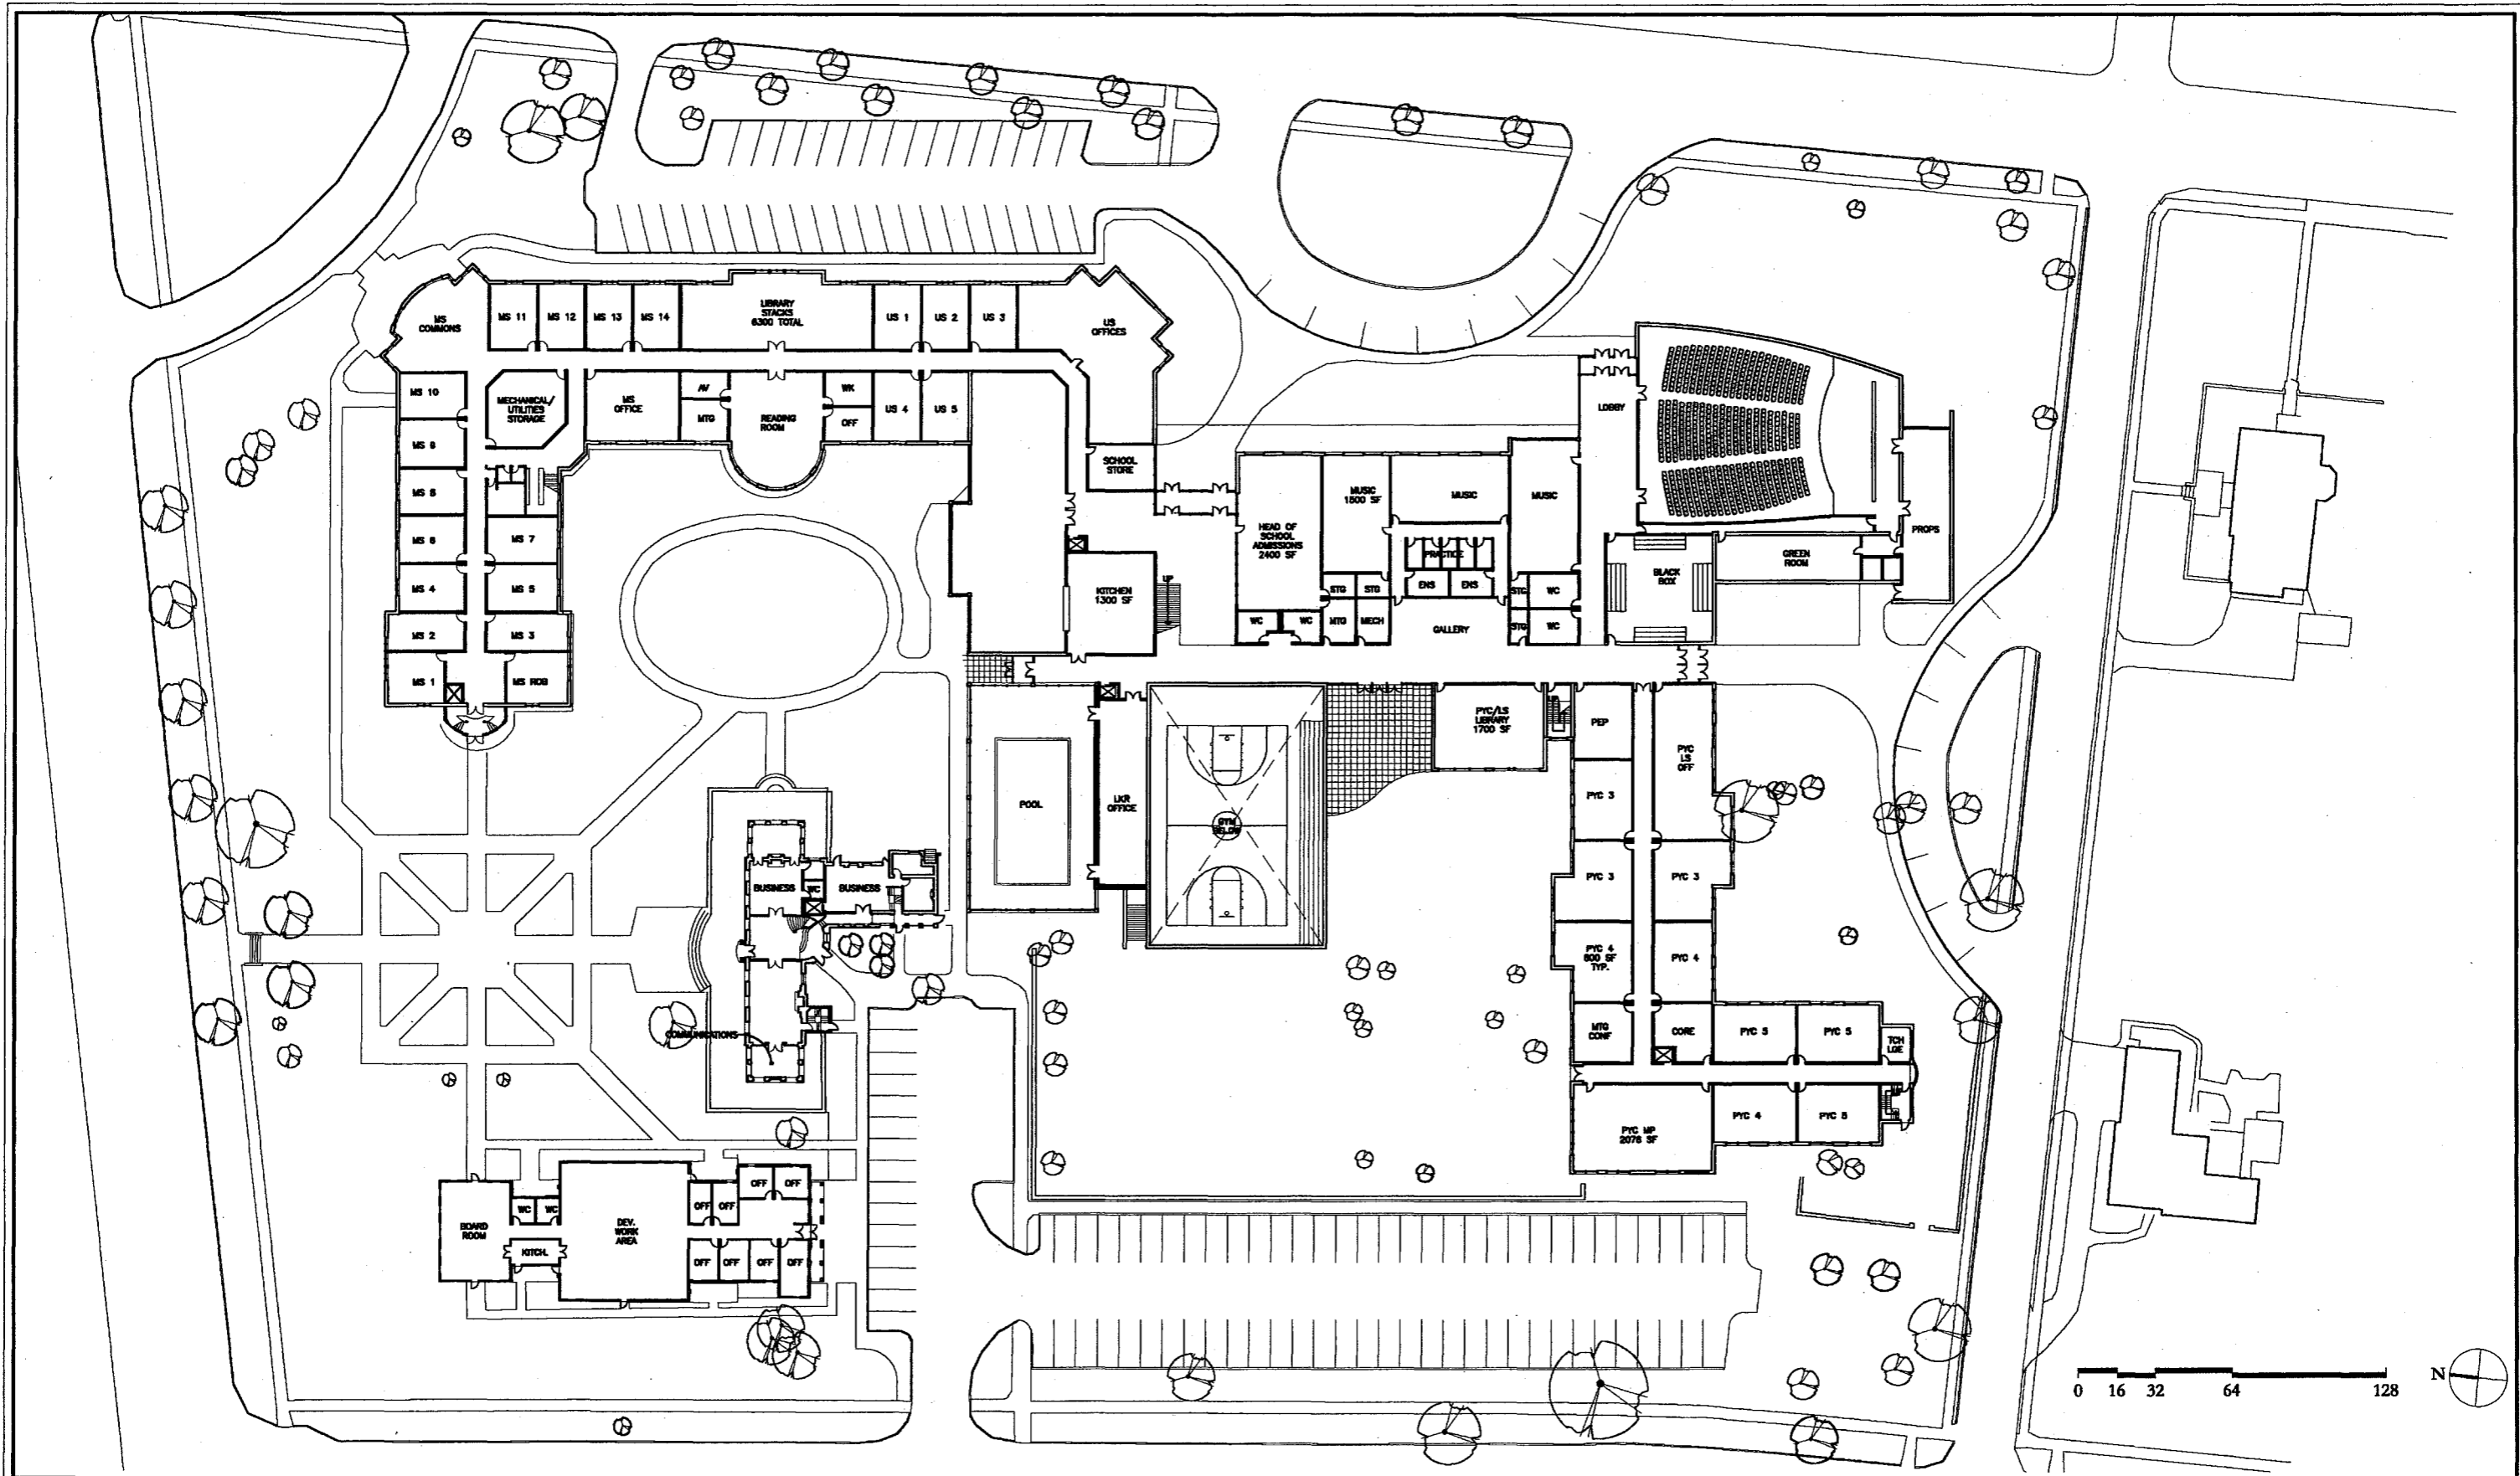 MS
COMMONS
MS 11
MS 12
MS 13
MS 14
LIBRARY
STACKS
6300 TOTAL
US 1
US 2
US 3
US
OFFICES
MS 10
MECHANICAL/
UTILITIES
STORAGE
MS
OFFICE
AV
MTG
READING
ROOM
WK
OFF
US 4
US 5
LOBBY
MS 8
SCHOOL
STORE
MS 6
MS 7
MS 4
MS 5
MS 2
MS 3
MS 1
MS ROB
HEAD OF
SCHOOL
ADMISSIONS
2400 SF
MUSIC
1500 SF
MUSIC
MUSIC
PRACTICE
ENS
ENS
STG
STG
STG
WC
STG
WC
WC
WC
MTG
MECH
GALLERY
KITCHEN
1300 SF
UP
BLACK
BOX
GREEN
ROOM
PROPS
POOL
LKR
OFFICE
GYM
BELOW
PYC/LS
LIBRARY
1700 SF
PEP
PYC
LS
OFF
PYC 3
PYC 3
PYC 3
PYC 4
800 SF
TYP.
PYC 4
MTG
CONF
CORE
PYC 5
PYC 5
TCH
LGE
PYC MP
2076 SF
PYC 4
PYC 5
BUSINESS
WC
BUSINESS
COMMUNICATIONS
BOARD
ROOM
WC
WC
KITCH.
DEV.
WORK
AREA
OFF
OFF
OFF
OFF
OFF
OFF
OFF
OFF
0 16 32 64 128
N